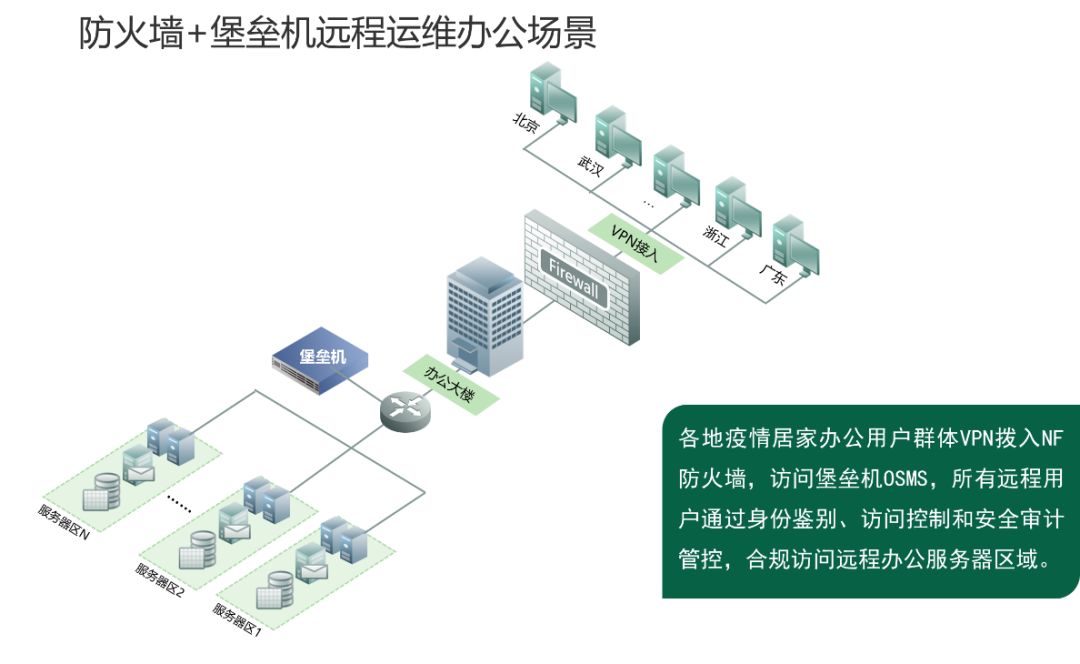 防火墙+堡垒机远程运维办公场景
北京
武汉
...
浙江
广东
VPN接入
Firewall
堡垒机
办公大楼
服务器区N
......
服务器区2
服务器区1
各地疫情居家办公用户群体VPN拨入NF
防火墙，访问堡垒机OSMS，所有远程用
户通过身份鉴别、访问控制和安全审计
管控，合规访问远程办公服务器区域。